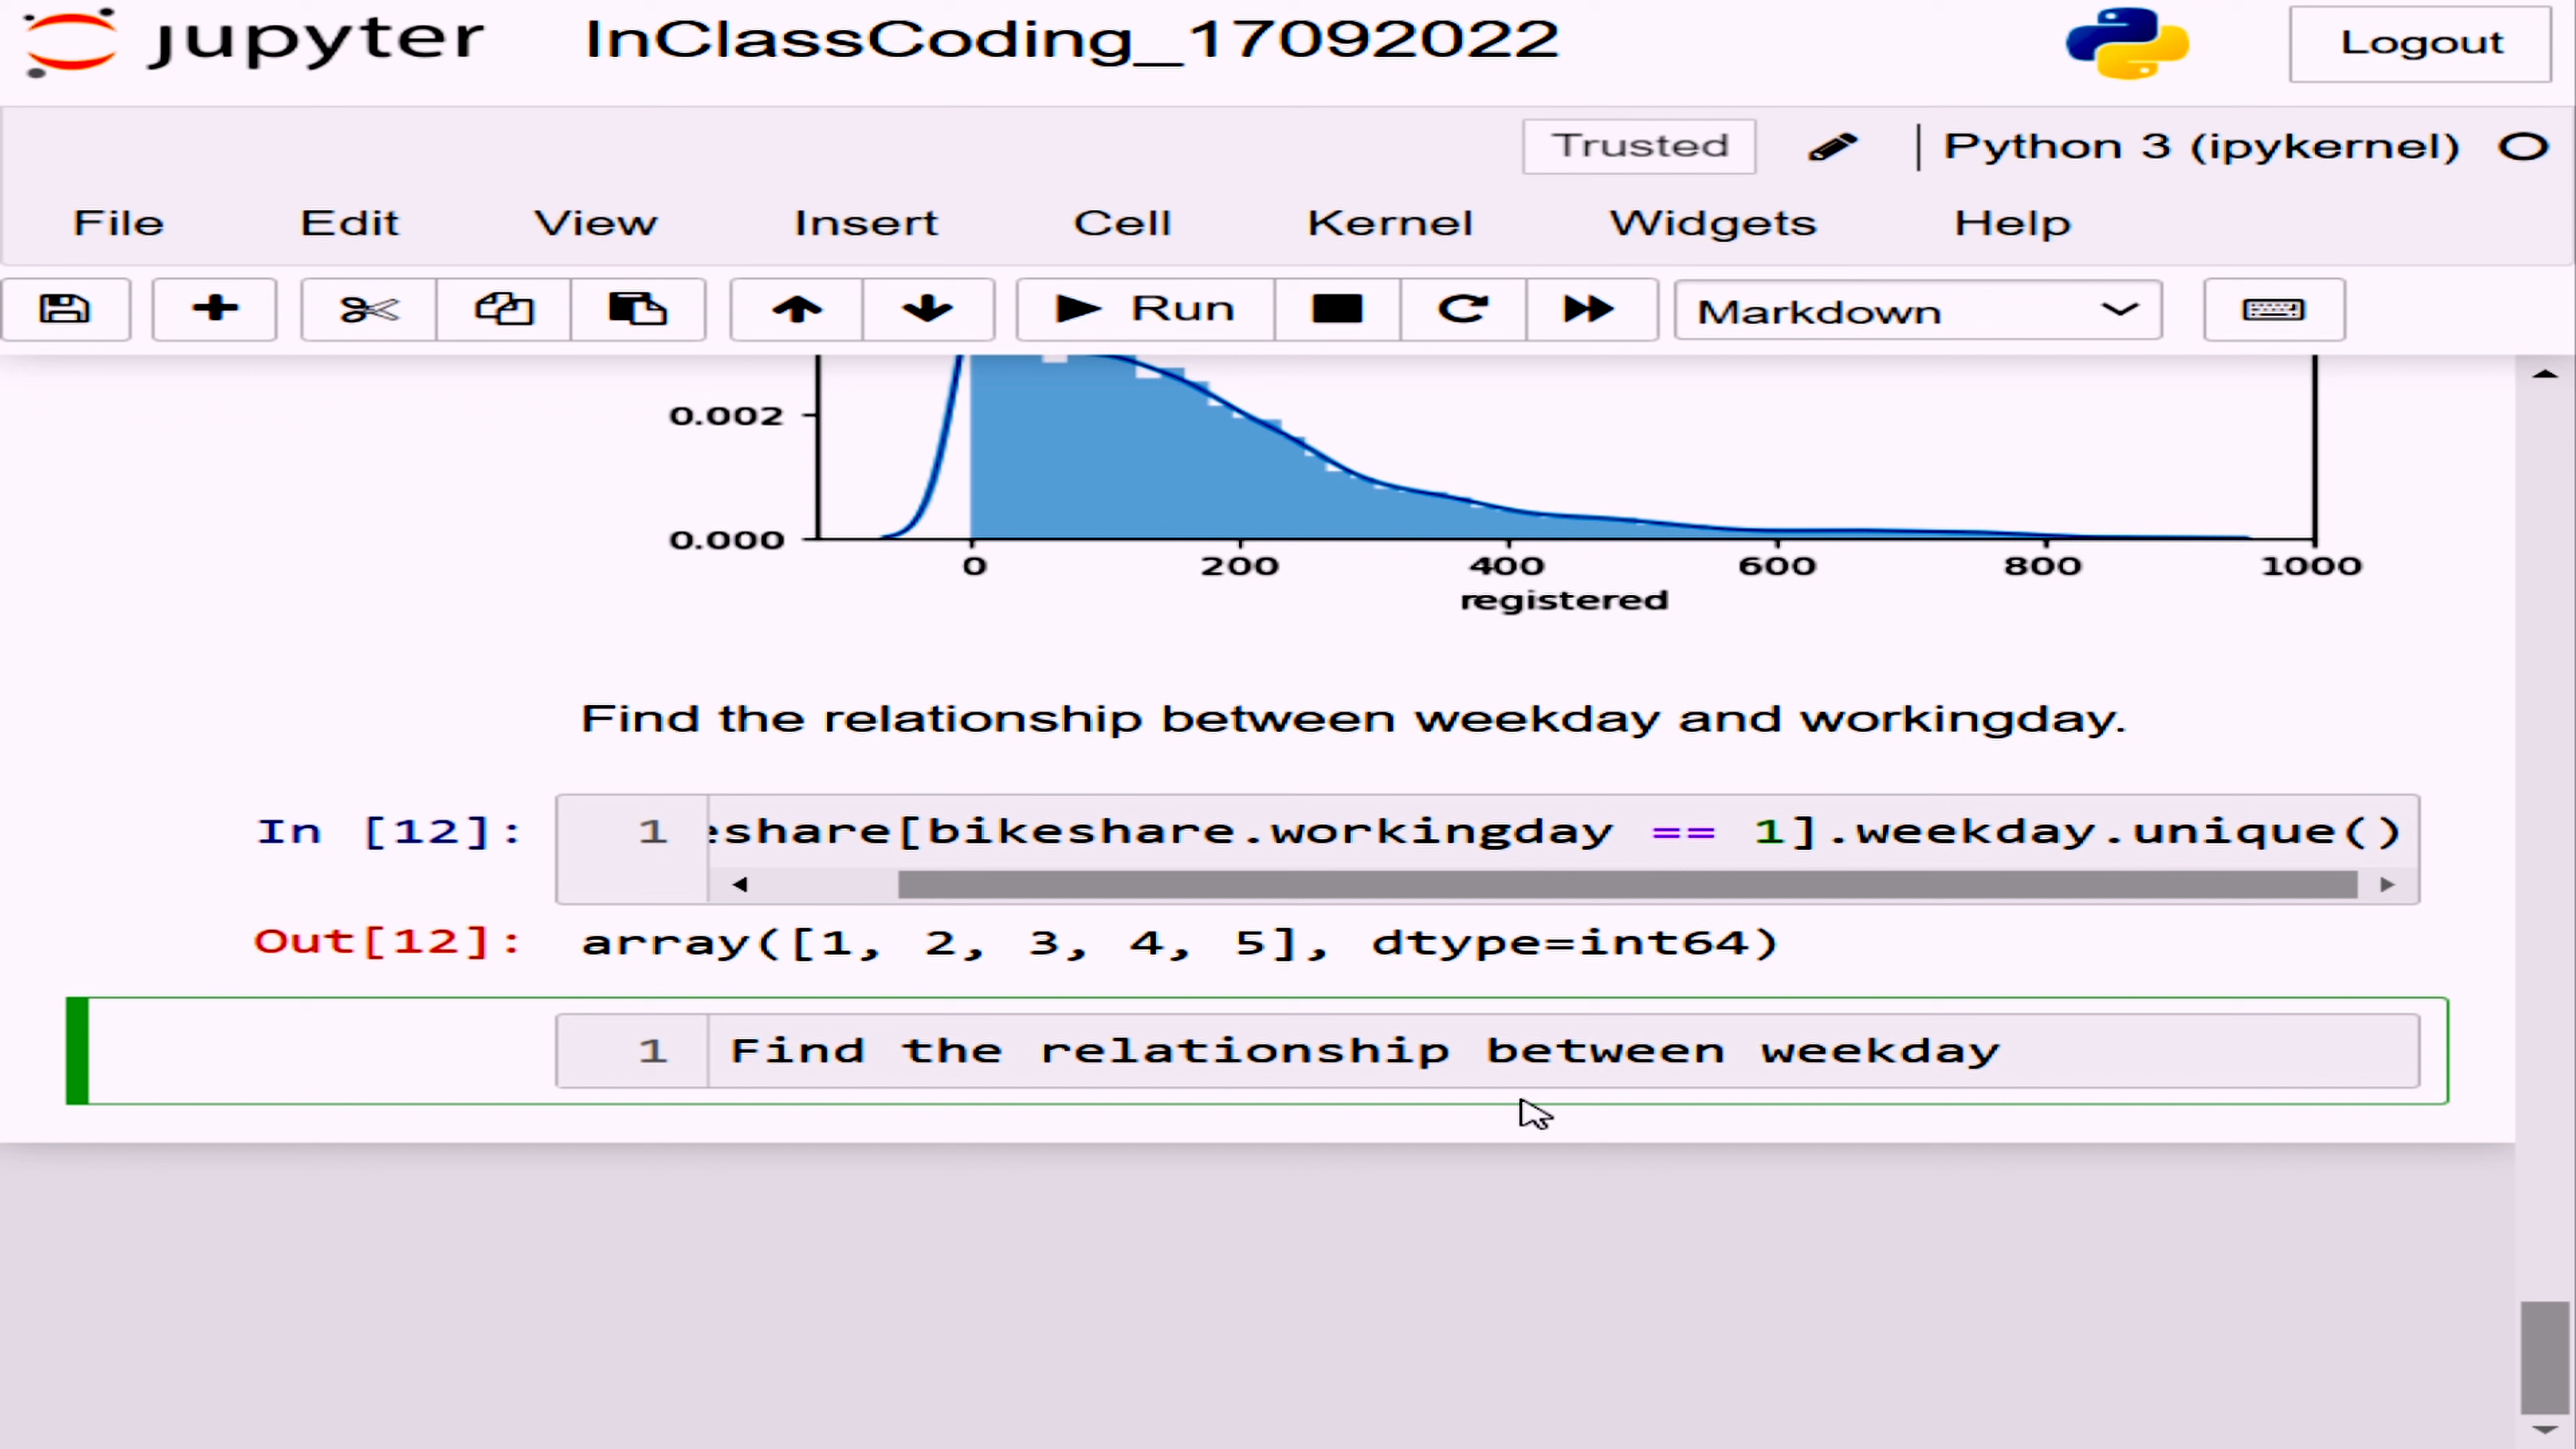 jupyter InClassCoding_17092022 Logout
Trusted Python 3 (ipykernel)
File Edit View Insert Cell Kernel Widgets Help
Run Markdown
0.002
0.000
0 200 400 600 800 1000
registered
Find the relationship between weekday and workingday.
In [12]: 1 eshare[bikeshare.workingday == 1].weekday.unique()
Out[12]: array([1, 2, 3, 4, 5], dtype=int64)
1 Find the relationship between weekday